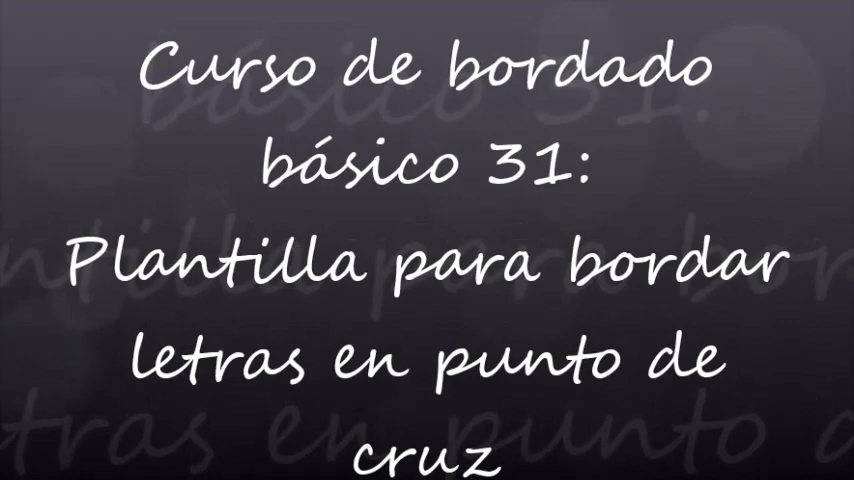 Curso de bordado
básico 31:
Plantilla para bordar
letras en punto de
cruz